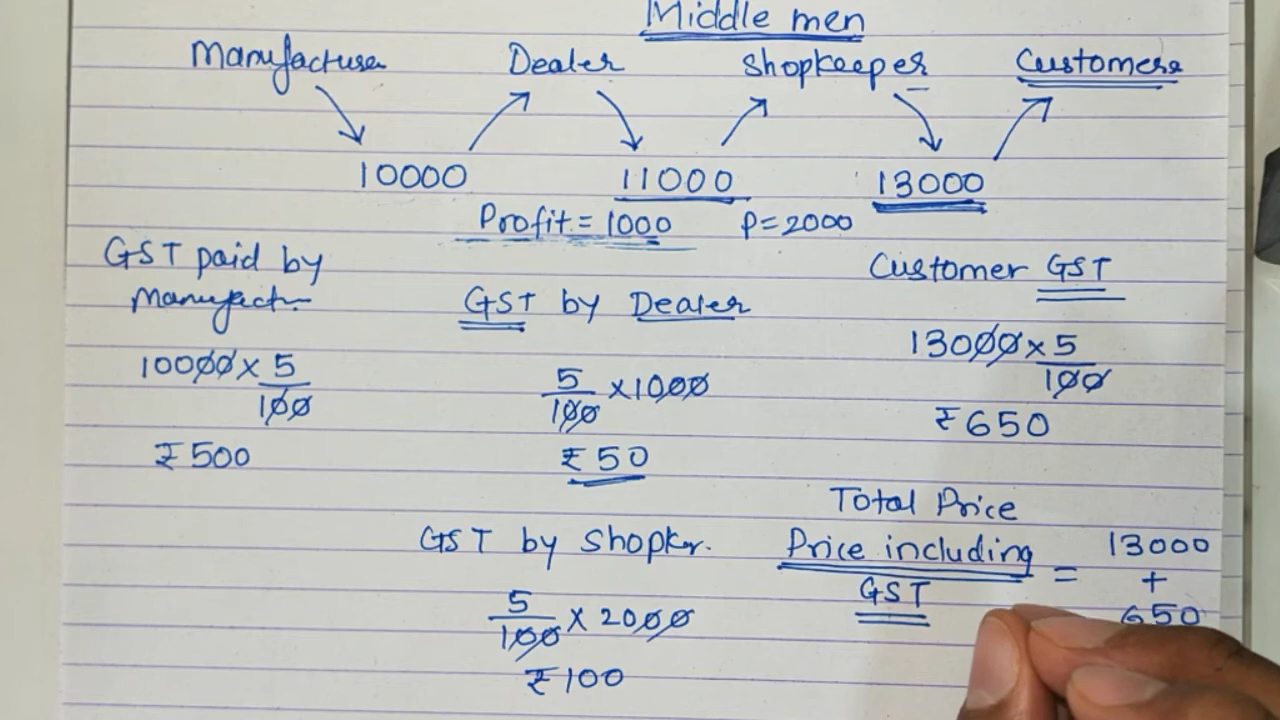 Middle men
Manufacturer Dealer Shopkeeper Customers
10000 11000 13000
Profit = 1000 P=2000
GST paid by
Manufact.
10000 × 5/100
₹500
GST by Dealer
5/100 × 1000
₹50
GST by Shopkr.
5/100 × 2000
₹100
Customer GST
13000 × 5/100
₹650
Total Price
Price including GST = 13000 + 650